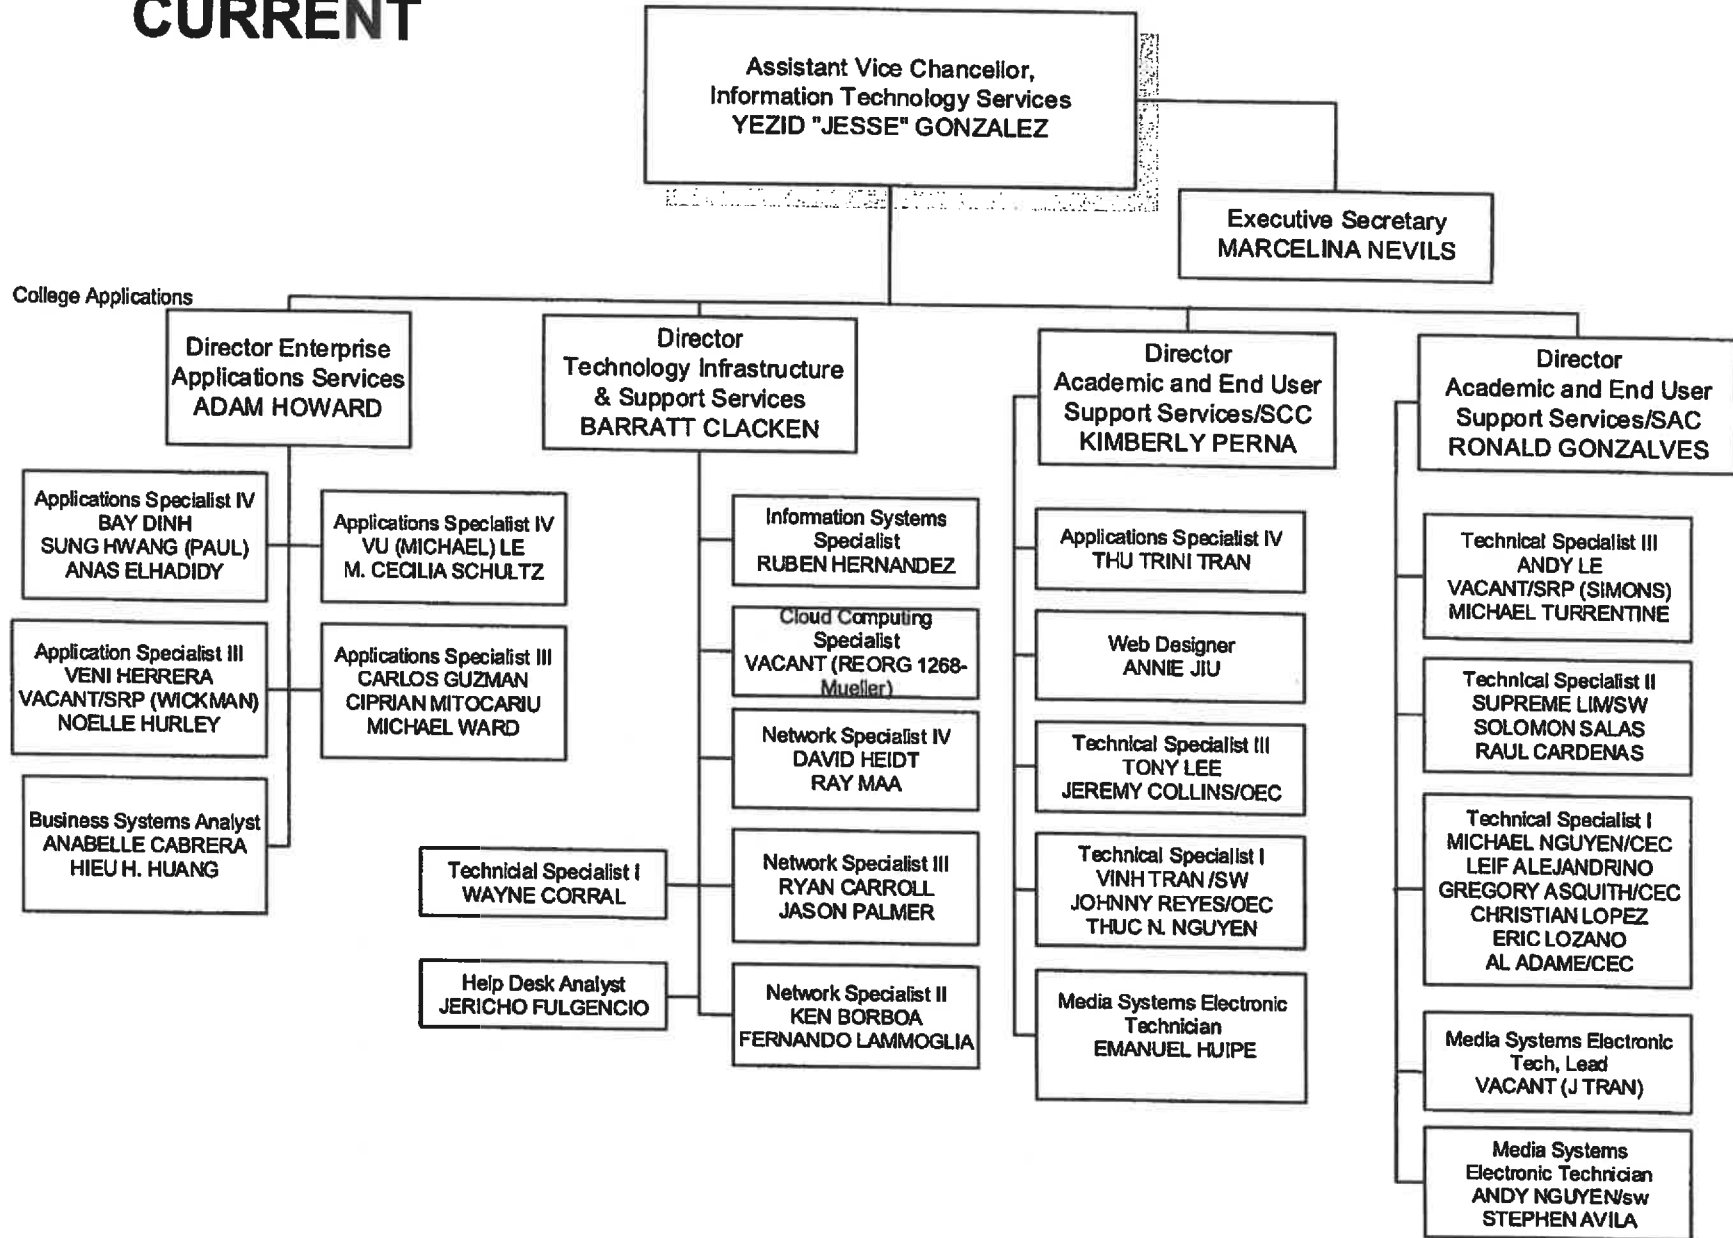 CURRENT
Assistant Vice Chancellor,
Information Technology Services
YEZID "JESSE" GONZALEZ
Executive Secretary
MARCELINA NEVILS
College Applications
Director Enterprise
Applications Services
ADAM HOWARD
Applications Specialist IV
BAY DINH
SUNG HWANG (PAUL)
ANAS ELHADIDY
Applications Specialist IV
VU (MICHAEL) LE
M. CECILIA SCHULTZ
Application Specialist III
VENI HERRERA
VACANT/SRP (WICKMAN)
NOELLE HURLEY
Applications Specialist III
CARLOS GUZMAN
CIPRIAN MITOCARIU
MICHAEL WARD
Business Systems Analyst
ANABELLE CABRERA
HIEU H. HUANG
Director
Technology Infrastructure
& Support Services
BARRATT CLACKEN
Information Systems
Specialist
RUBEN HERNANDEZ
Cloud Computing
Specialist
VACANT (REORG 1268-
Mueller)
Network Specialist IV
DAVID HEIDT
RAY MAA
Technicial Specialist I
WAYNE CORRAL
Network Specialist III
RYAN CARROLL
JASON PALMER
Help Desk Analyst
JERICHO FULGENCIO
Network Specialist II
KEN BORBOA
FERNANDO LAMMOGLIA
Director
Academic and End User
Support Services/SCC
KIMBERLY PERNA
Applications Specialist IV
THU TRINI TRAN
Web Designer
ANNIE JIU
Technical Specialist III
TONY LEE
JEREMY COLLINS/OEC
Technical Specialist I
VINH TRAN /SW
JOHNNY REYES/OEC
THUC N. NGUYEN
Media Systems Electronic
Technician
EMANUEL HUIPE
Director
Academic and End User
Support Services/SAC
RONALD GONZALVES
Technical Specialist III
ANDY LE
VACANT/SRP (SIMONS)
MICHAEL TURRENTINE
Technical Specialist II
SUPREME LIM/SW
SOLOMON SALAS
RAUL CARDENAS
Technical Specialist I
MICHAEL NGUYEN/CEC
LEIF ALEJANDRINO
GREGORY ASQUITH/CEC
CHRISTIAN LOPEZ
ERIC LOZANO
AL ADAME/CEC
Media Systems Electronic
Tech, Lead
VACANT (J TRAN)
Media Systems
Electronic Technician
ANDY NGUYEN/sw
STEPHEN AVILA